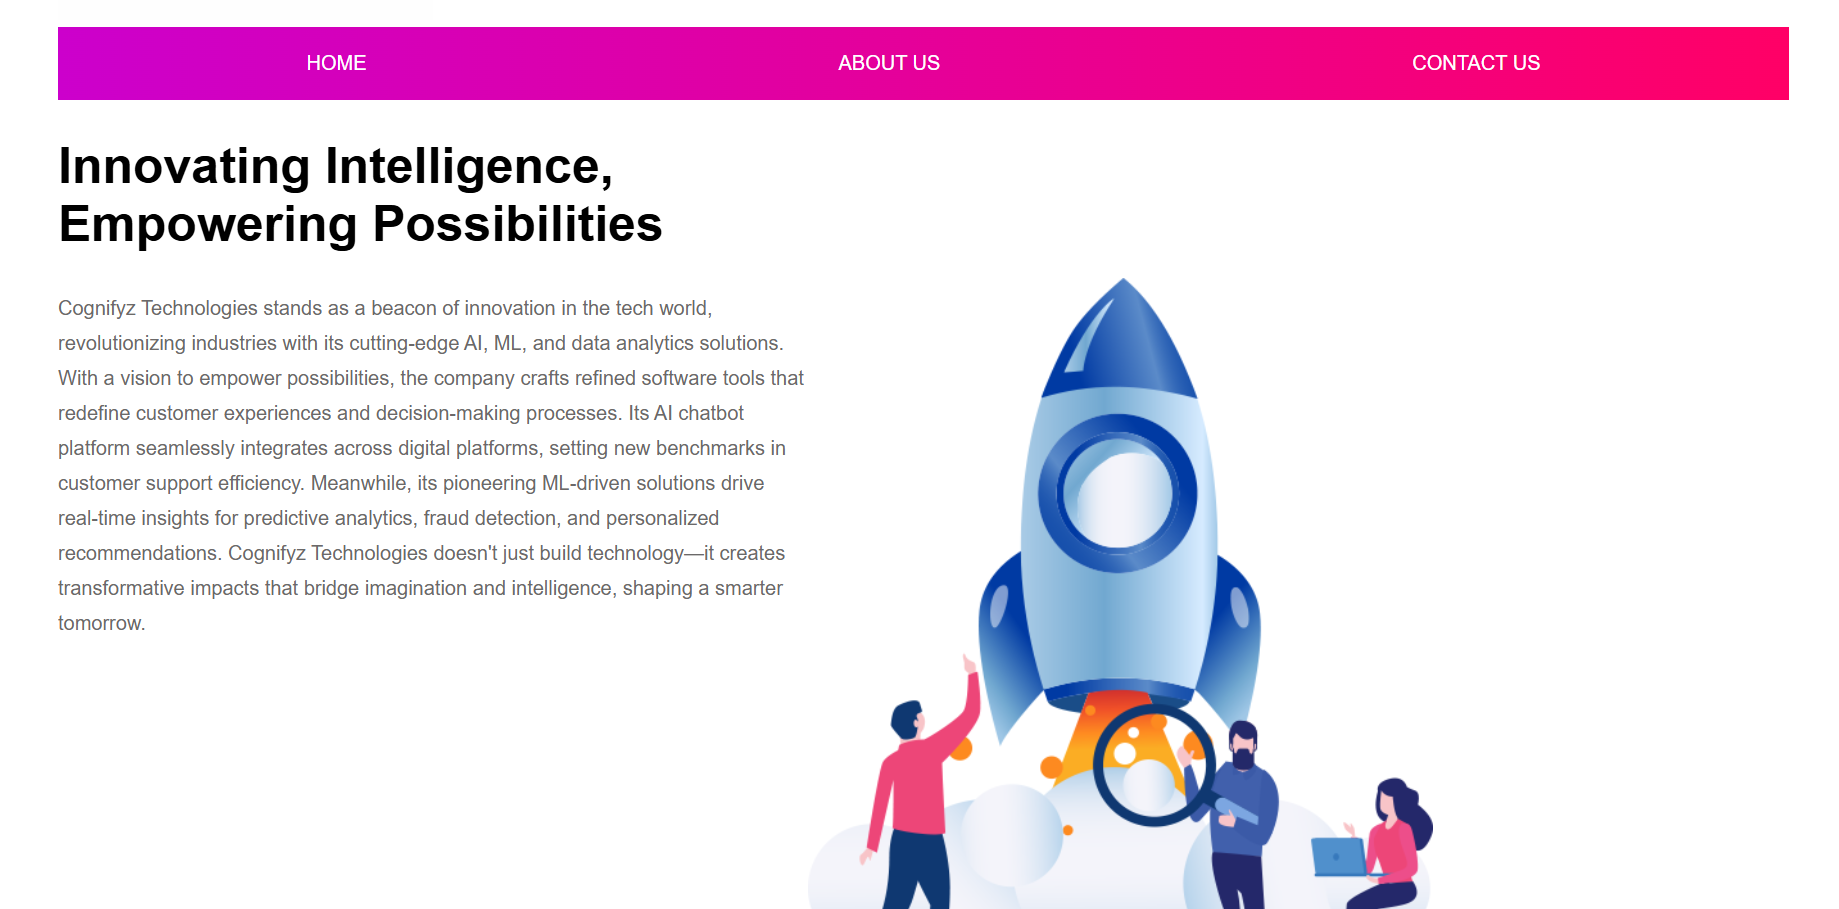 HOME
ABOUT US
CONTACT US
Innovating Intelligence,
Empowering Possibilities
Cognifyz Technologies stands as a beacon of innovation in the tech world,
revolutionizing industries with its cutting-edge AI, ML, and data analytics solutions.
With a vision to empower possibilities, the company crafts refined software tools that
redefine customer experiences and decision-making processes. Its AI chatbot
platform seamlessly integrates across digital platforms, setting new benchmarks in
customer support efficiency. Meanwhile, its pioneering ML-driven solutions drive
real-time insights for predictive analytics, fraud detection, and personalized
recommendations. Cognifyz Technologies doesn't just build technology—it creates
transformative impacts that bridge imagination and intelligence, shaping a smarter
tomorrow.